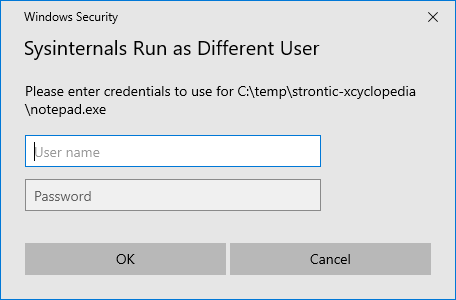 Windows Security
Sysinternals Run as Different User
Please enter credentials to use for C:\temp\strontic-xcyclopedia
\notepad.exe
User name
Password
OK
Cancel